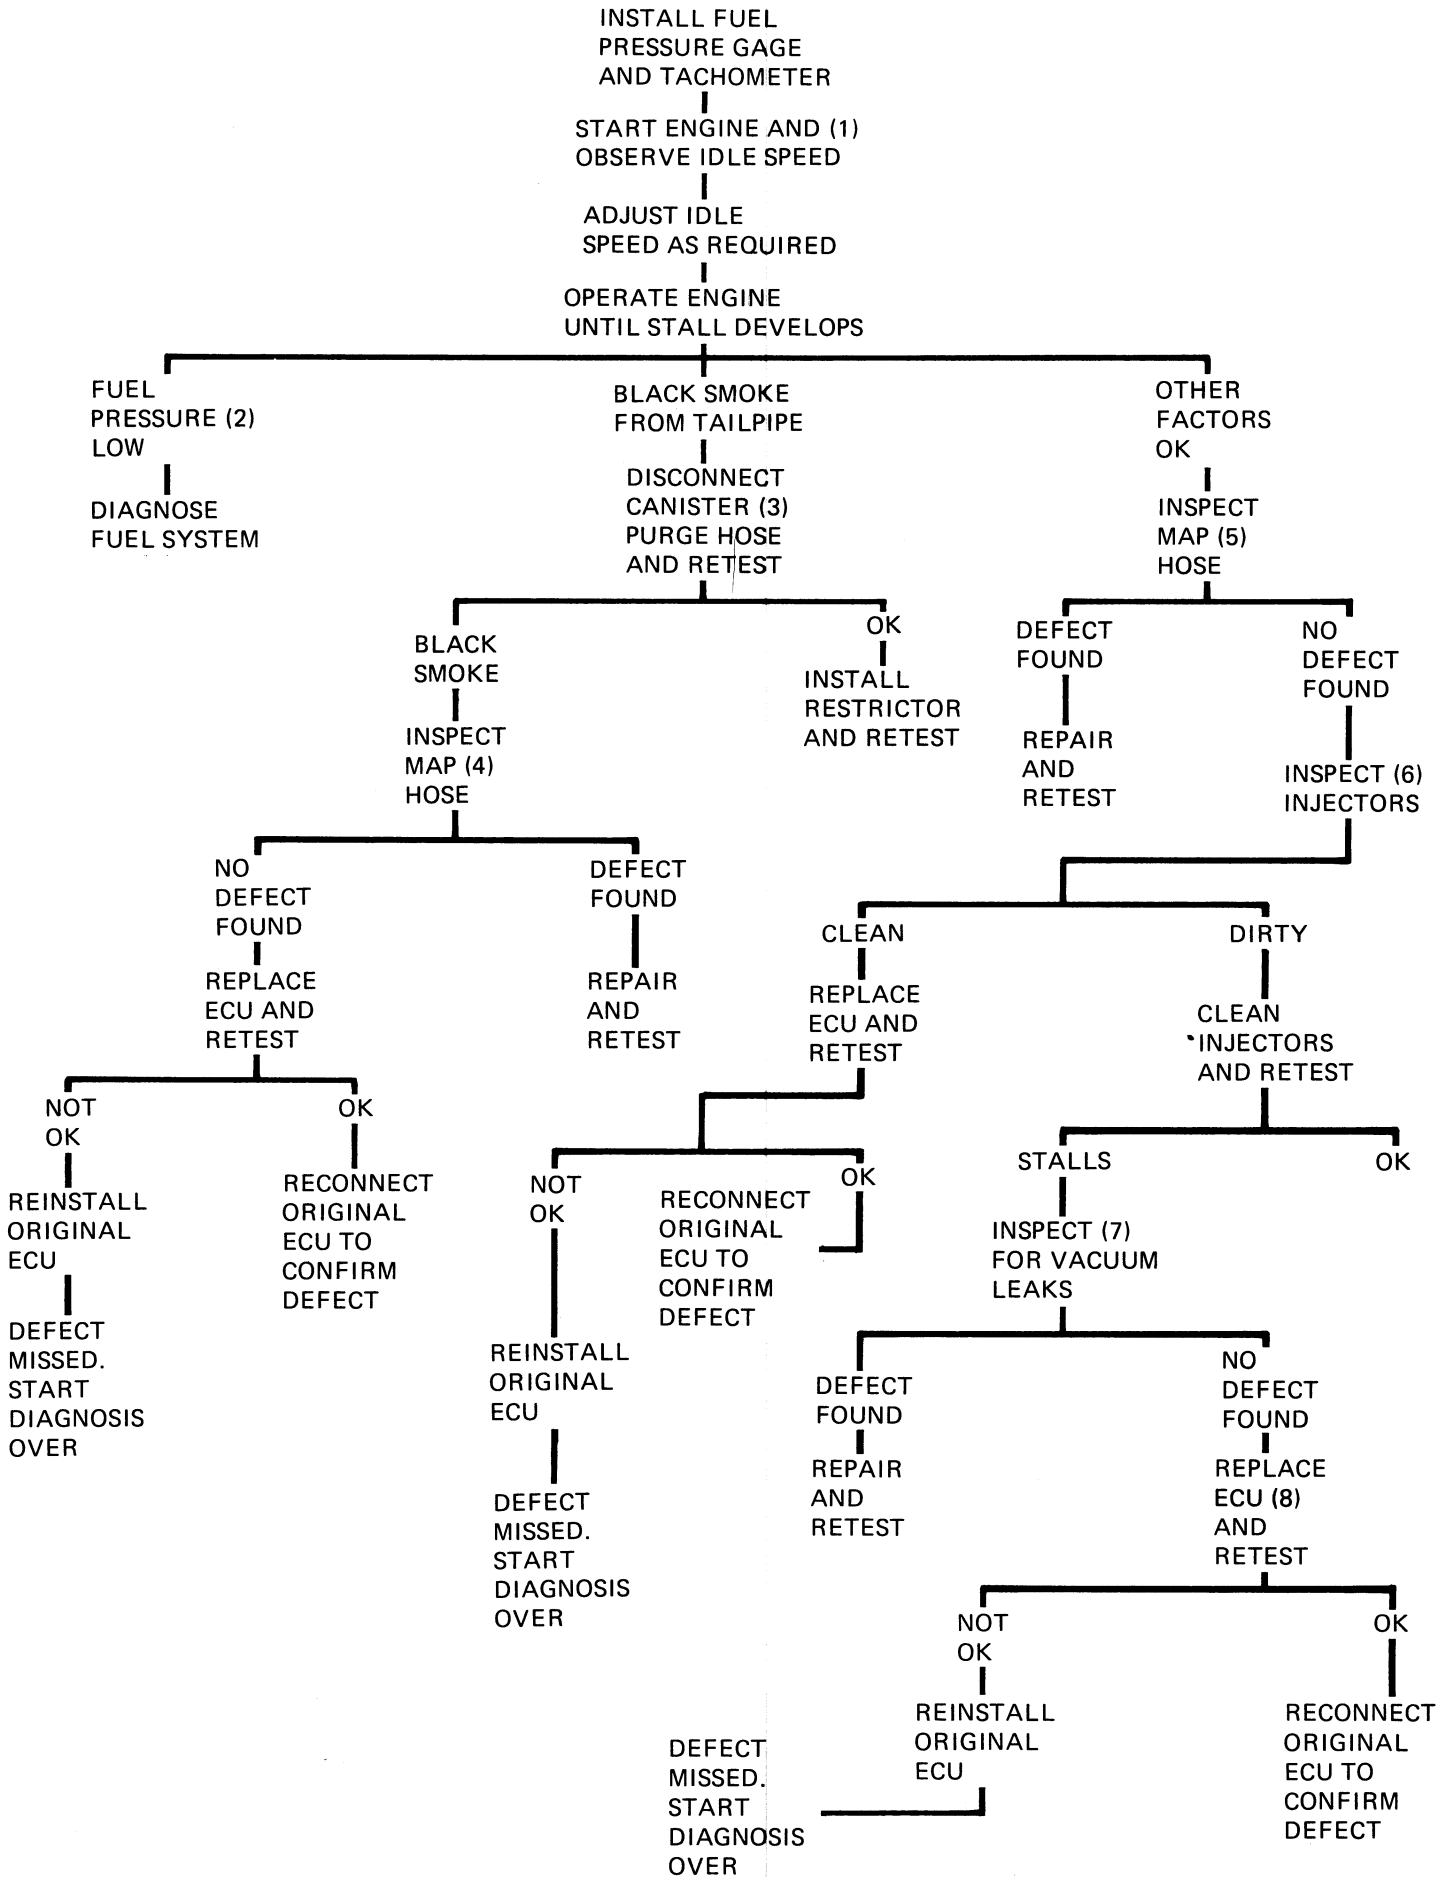 INSTALL FUEL
PRESSURE GAGE
AND TACHOMETER
START ENGINE AND (1)
OBSERVE IDLE SPEED
ADJUST IDLE
SPEED AS REQUIRED
OPERATE ENGINE
UNTIL STALL DEVELOPS
FUEL
PRESSURE (2)
LOW
DIAGNOSE
FUEL SYSTEM
BLACK SMOKE
FROM TAILPIPE
DISCONNECT
CANISTER (3)
PURGE HOSE
AND RETEST
BLACK
SMOKE
INSPECT
MAP (4)
HOSE
NO
DEFECT
FOUND
REPLACE
ECU AND
RETEST
NOT
OK
REINSTALL
ORIGINAL
ECU
DEFECT
MISSED.
START
DIAGNOSIS
OVER
OK
RECONNECT
ORIGINAL
ECU TO
CONFIRM
DEFECT
DEFECT
FOUND
REPAIR
AND
RETEST
OK
INSTALL
RESTRICTOR
AND RETEST
OTHER
FACTORS
OK
INSPECT
MAP (5)
HOSE
DEFECT
FOUND
REPAIR
AND
RETEST
NO
DEFECT
FOUND
INSPECT (6)
INJECTORS
CLEAN
REPLACE
ECU AND
RETEST
NOT
OK
REINSTALL
ORIGINAL
ECU
DEFECT
MISSED.
START
DIAGNOSIS
OVER
OK
RECONNECT
ORIGINAL
ECU TO
CONFIRM
DEFECT
DIRTY
CLEAN
INJECTORS
AND RETEST
STALLS
INSPECT (7)
FOR VACUUM
LEAKS
DEFECT
FOUND
REPAIR
AND
RETEST
NO
DEFECT
FOUND
REPLACE
ECU (8)
AND
RETEST
NOT
OK
REINSTALL
ORIGINAL
ECU
DEFECT
MISSED.
START
DIAGNOSIS
OVER
OK
RECONNECT
ORIGINAL
ECU TO
CONFIRM
DEFECT
OK